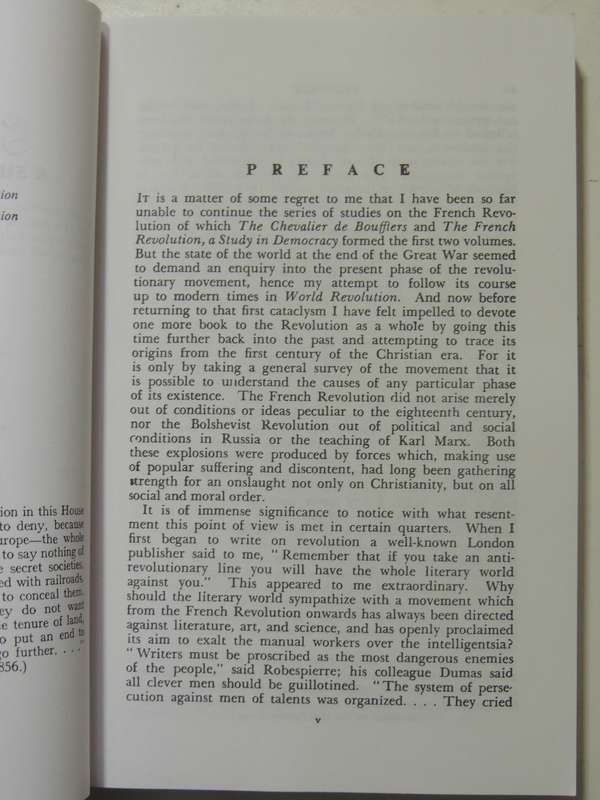 ion
ion
ion in this House
to deny, because
urope—the whole
to say nothing of
e secret societies.
ed with railroads.
to conceal them.
ey do not want
e tenure of land,
o put an end to
go further. . . .
856.)
PREFACE
It is a matter of some regret to me that I have been so far
unable to continue the series of studies on the French Revo-
lution of which The Chevalier de Boufflers and The French
Revolution, a Study in Democracy formed the first two volumes.
But the state of the world at the end of the Great War seemed
to demand an enquiry into the present phase of the revolu-
tionary movement, hence my attempt to follow its course
up to modern times in World Revolution. And now before
returning to that first cataclysm I have felt impelled to devote
one more book to the Revolution as a whole by going this
time further back into the past and attempting to trace its
origins from the first century of the Christian era. For it
is only by taking a general survey of the movement that it
is possible to understand the causes of any particular phase
of its existence. The French Revolution did not arise merely
out of conditions or ideas peculiar to the eighteenth century,
nor the Bolshevist Revolution out of political and social
conditions in Russia or the teaching of Karl Marx. Both
these explosions were produced by forces which, making use
of popular suffering and discontent, had long been gathering
strength for an onslaught not only on Christianity, but on all
social and moral order.
It is of immense significance to notice with what resent-
ment this point of view is met in certain quarters. When I
first began to write on revolution a well-known London
publisher said to me, "Remember that if you take an anti-
revolutionary line you will have the whole literary world
against you." This appeared to me extraordinary. Why
should the literary world sympathize with a movement which
from the French Revolution onwards has always been directed
against literature, art, and science, and has openly proclaimed
its aim to exalt the manual workers over the intelligentsia?
"Writers must be proscribed as the most dangerous enemies
of the people," said Robespierre; his colleague Dumas said
all clever men should be guillotined. "The system of perse-
cution against men of talents was organized. . . . They cried
v